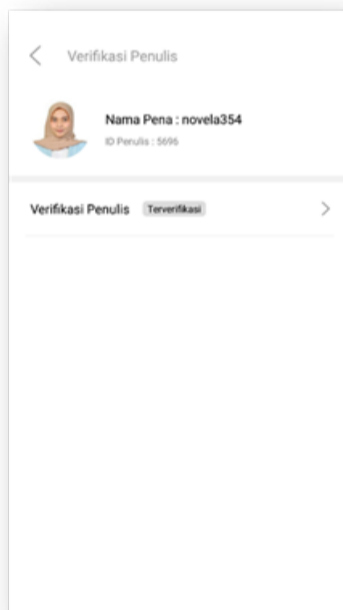 Verifikasi Penulis
Nama Pena : novela354
ID Penulis : 5696
Verifikasi Penulis Terverifikasi